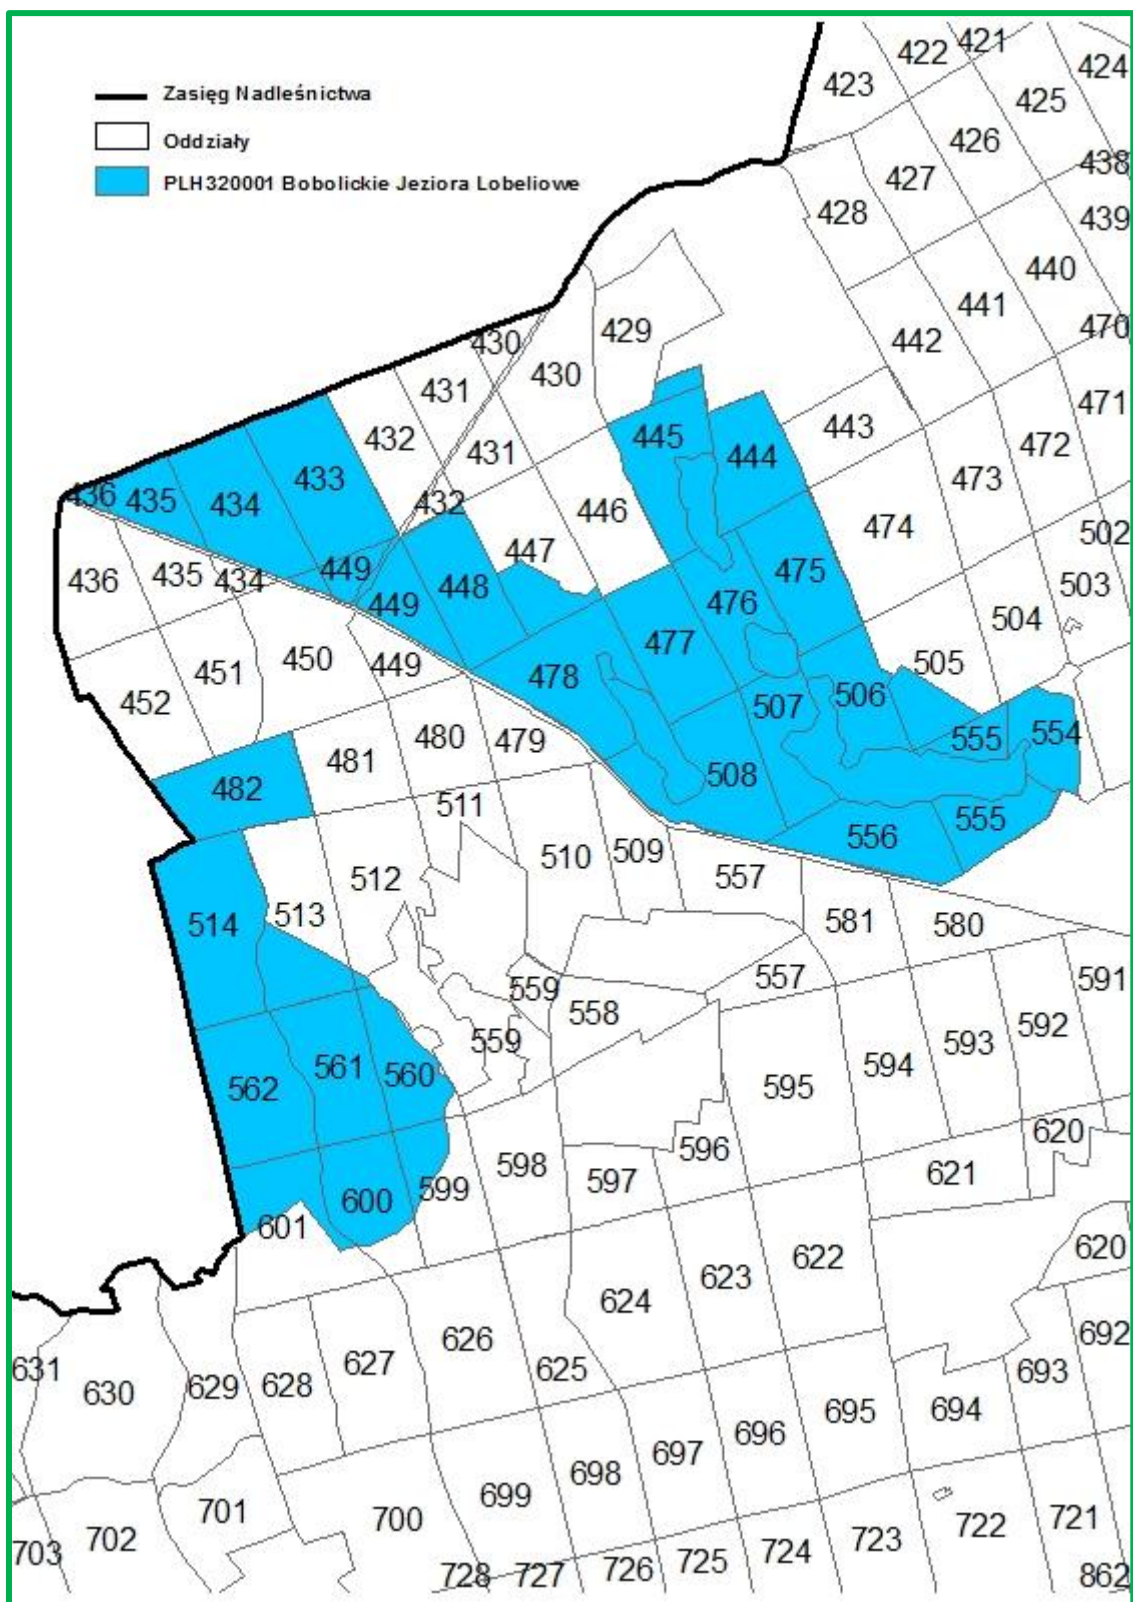 Zasięg Nadleśnictwa
Oddziały
PLH320001 Bobolickie Jeziora Lobeliowe
422 421
423 424
425
426
427 438
428 439
440
441
442 470
430 429
431 430
432 445 443 471
433 431 444 472
436 435 434 432 446 473
474
447 502
436 435 434 449 448 475 503
449 476
451 450 449 477 504
452 478 505
507 506
480 479 555 554
482 481 508
511 556 555
512 510 509 557
514 513 581 580
559 558 557 591
559 592
562 561 560 594 593
595
620
598 597 596 621
601 600 599
622 620
624 623
631 630 629 628 627 626 625 692
693
695 694
697 696
699 698
703 702 701 700 722 721
728 727 726 725 724 723 862